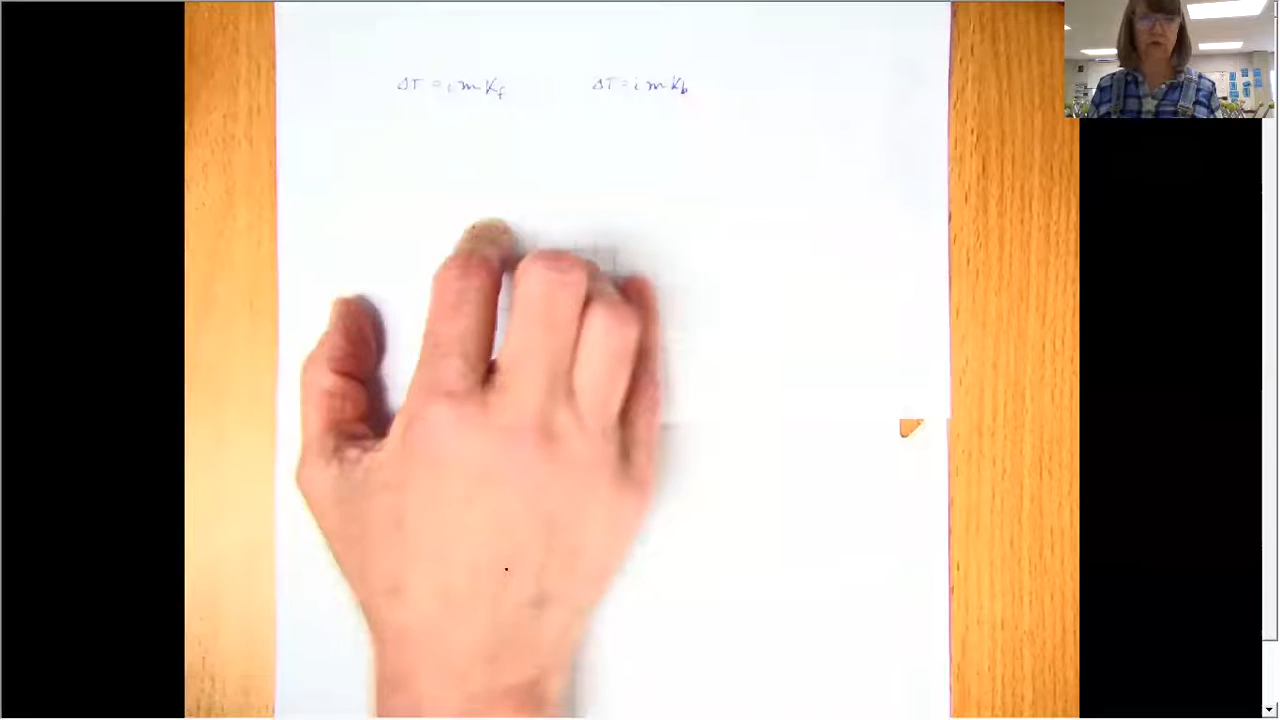 ΔT = i m K_f ΔT = i m K_b